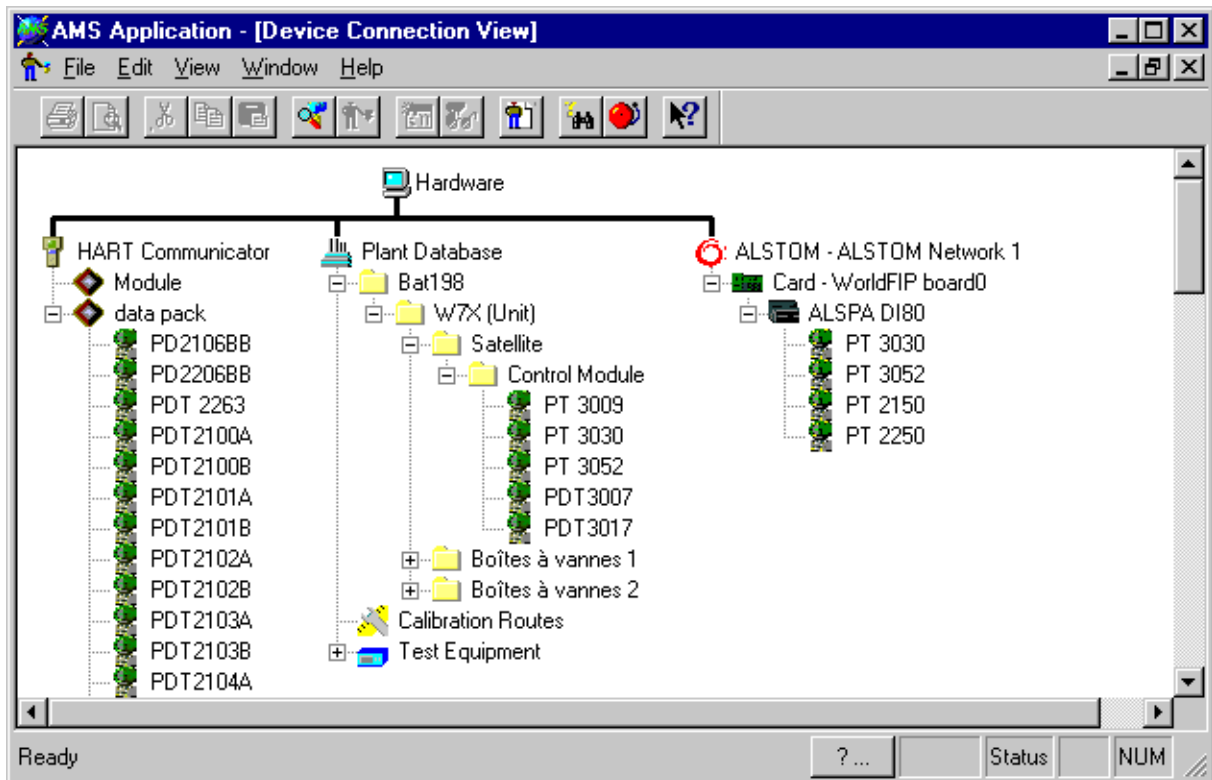 AMS Application - [Device Connection View]
File Edit View Window Help
Hardware
HART Communicator
Module
data pack
PD2106BB
PD2206BB
PDT 2263
PDT2100A
PDT2100B
PDT2101A
PDT2101B
PDT2102A
PDT2102B
PDT2103A
PDT2103B
PDT2104A
Plant Database
Bat198
W7X (Unit)
Satellite
Control Module
PT 3009
PT 3030
PT 3052
PDT3007
PDT3017
Boîtes à vannes 1
Boîtes à vannes 2
Calibration Routes
Test Equipment
ALSTOM - ALSTOM Network 1
Card - WorldFIP board0
ALSPA DI80
PT 3030
PT 3052
PT 2150
PT 2250
Ready ? ... Status NUM